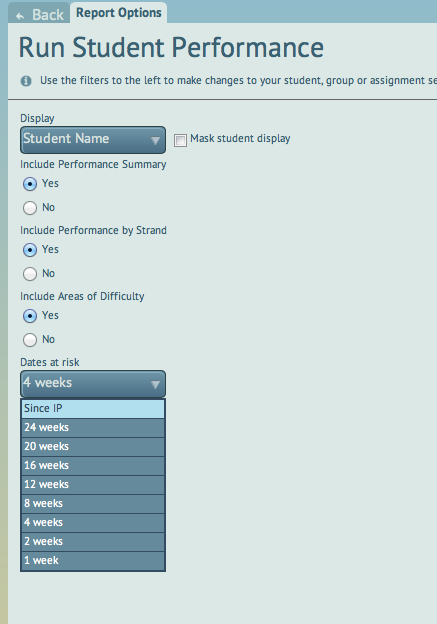 Back
Report Options
Run Student Performance
Use the filters to the left to make changes to your student, group or assignment se
Display
Student Name
Mask student display
Include Performance Summary
Yes
No
Include Performance by Strand
Yes
No
Include Areas of Difficulty
Yes
No
Dates at risk
4 weeks
Since IP
24 weeks
20 weeks
16 weeks
12 weeks
8 weeks
4 weeks
2 weeks
1 week